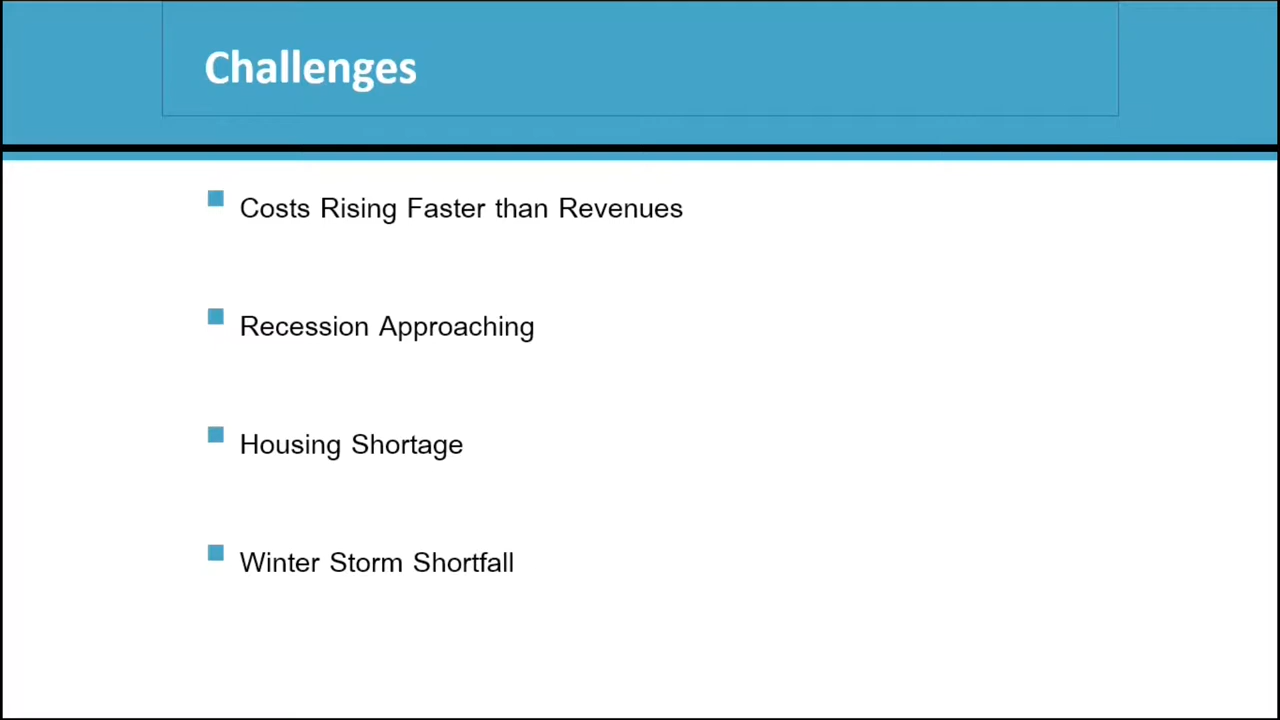 Challenges
Costs Rising Faster than Revenues
Recession Approaching
Housing Shortage
Winter Storm Shortfall